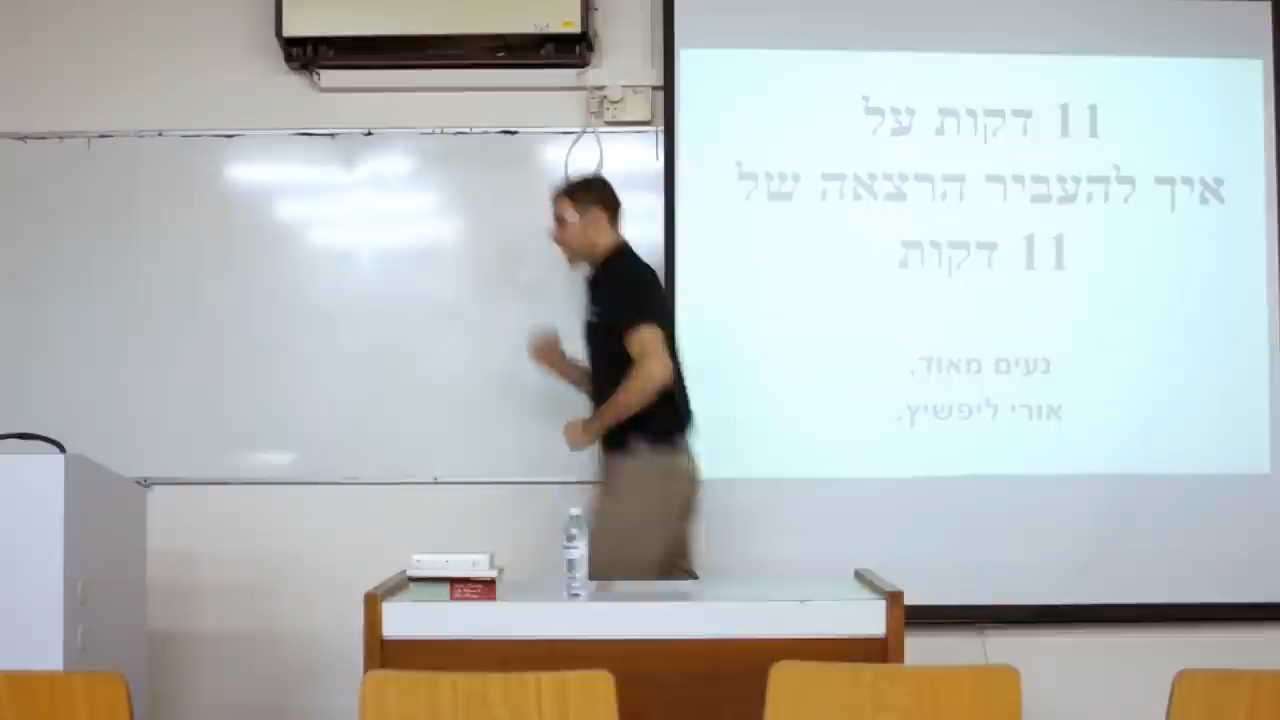 11 דקות על
איך להעביר הרצאה של
11 דקות
נעים מאוד,
אורי ליפשיץ.